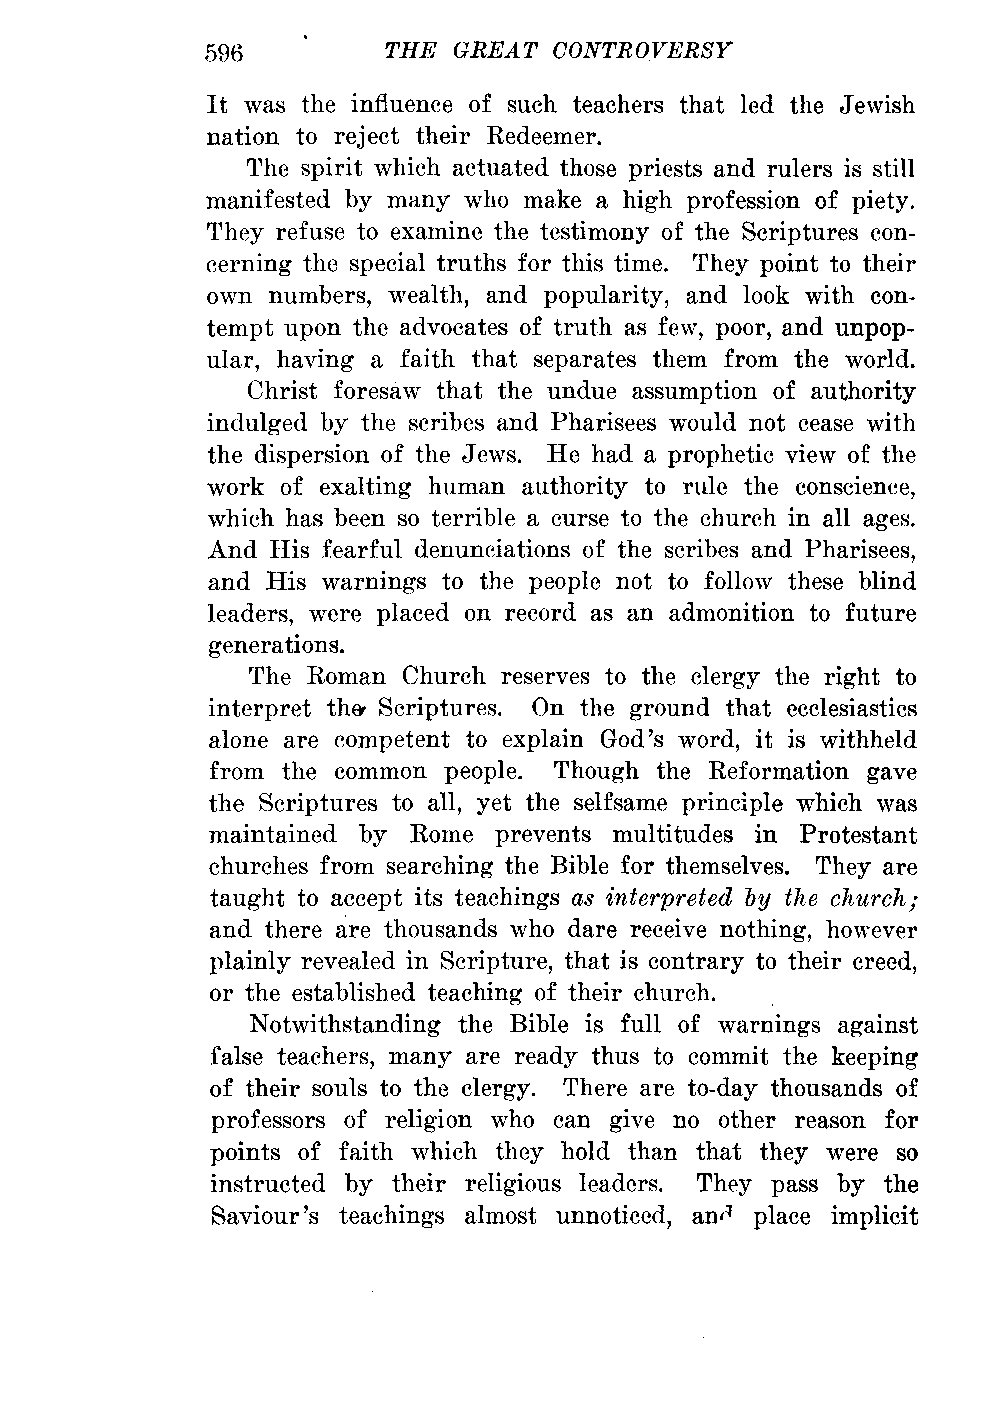 596 THE GREAT CONTROVERSY
It was the influence of such teachers that led the Jewish
nation to reject their Redeemer.
The spirit which actuated those priests and rulers is still
manifested by many who make a high profession of piety.
They refuse to examine the testimony of the Scriptures con-
cerning the special truths for this time. They point to their
own numbers, wealth, and popularity, and look with con-
tempt upon the advocates of truth as few, poor, and unpop-
ular, having a faith that separates them from the world.
Christ foresaw that the undue assumption of authority
indulged by the scribes and Pharisees would not cease with
the dispersion of the Jews. He had a prophetic view of the
work of exalting human authority to rule the conscience,
which has been so terrible a curse to the church in all ages.
And His fearful denunciations of the scribes and Pharisees,
and His warnings to the people not to follow these blind
leaders, were placed on record as an admonition to future
generations.
The Roman Church reserves to the clergy the right to
interpret the Scriptures. On the ground that ecclesiastics
alone are competent to explain God's word, it is withheld
from the common people. Though the Reformation gave
the Scriptures to all, yet the selfsame principle which was
maintained by Rome prevents multitudes in Protestant
churches from searching the Bible for themselves. They are
taught to accept its teachings as interpreted by the church;
and there are thousands who dare receive nothing, however
plainly revealed in Scripture, that is contrary to their creed,
or the established teaching of their church.
Notwithstanding the Bible is full of warnings against
false teachers, many are ready thus to commit the keeping
of their souls to the clergy. There are to-day thousands of
professors of religion who can give no other reason for
points of faith which they hold than that they were so
instructed by their religious leaders. They pass by the
Saviour's teachings almost unnoticed, and place implicit